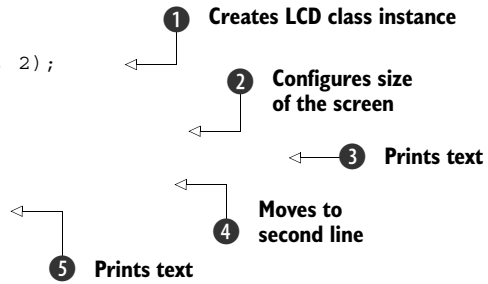 1 Creates LCD class instance
2);
2 Configures size
of the screen
3 Prints text
4 Moves to
second line
5 Prints text